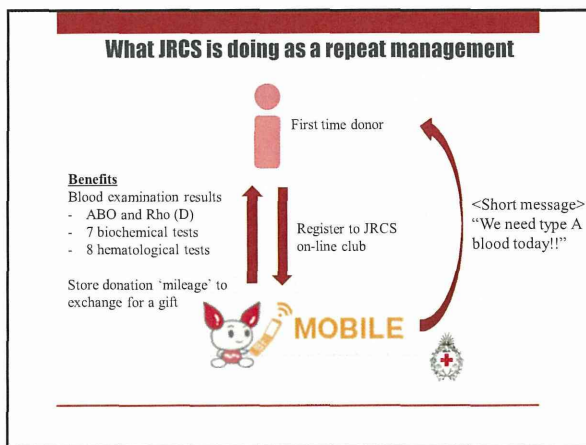 What JRCS is doing as a repeat management
First time donor
Benefits
Blood examination results
- ABO and Rho (D)
- 7 biochemical tests
- 8 hematological tests
Store donation ‘mileage’ to
exchange for a gift
Register to JRCS
on-line club
<Short message>
“We need type A
blood today!!”
MOBILE